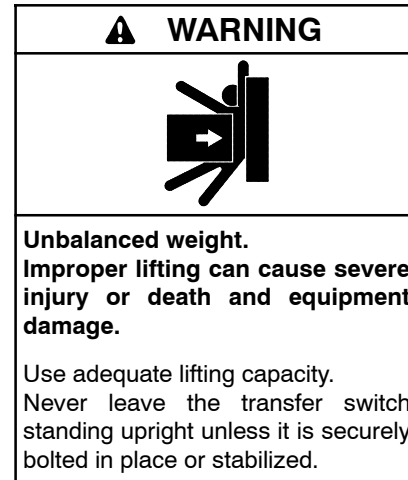 WARNING
Unbalanced weight.
Improper lifting can cause severe
injury or death and equipment
damage.
Use adequate lifting capacity.
Never leave the transfer switch
standing upright unless it is securely
bolted in place or stabilized.